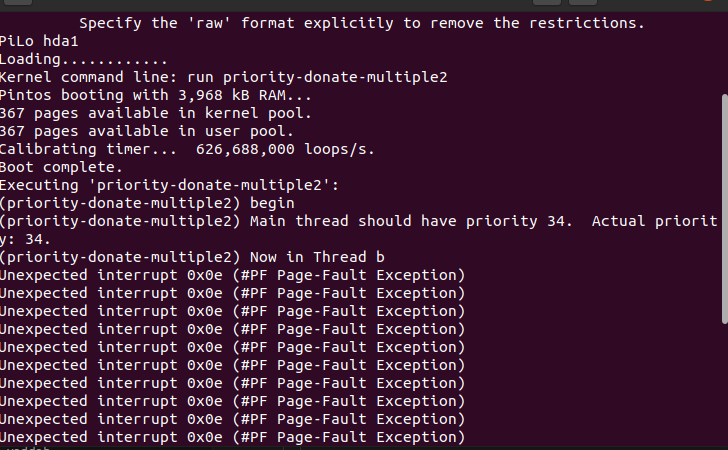 Specify the 'raw' format explicitly to remove the restrictions.
PiLo hda1
Loading............
Kernel command line: run priority-donate-multiple2
Pintos booting with 3,968 kB RAM...
367 pages available in kernel pool.
367 pages available in user pool.
Calibrating timer...  626,688,000 loops/s.
Boot complete.
Executing 'priority-donate-multiple2':
(priority-donate-multiple2) begin
(priority-donate-multiple2) Main thread should have priority 34.  Actual priorit
y: 34.
(priority-donate-multiple2) Now in Thread b
Unexpected interrupt 0x0e (#PF Page-Fault Exception)
Unexpected interrupt 0x0e (#PF Page-Fault Exception)
Unexpected interrupt 0x0e (#PF Page-Fault Exception)
Unexpected interrupt 0x0e (#PF Page-Fault Exception)
Unexpected interrupt 0x0e (#PF Page-Fault Exception)
Unexpected interrupt 0x0e (#PF Page-Fault Exception)
Unexpected interrupt 0x0e (#PF Page-Fault Exception)
Unexpected interrupt 0x0e (#PF Page-Fault Exception)
Unexpected interrupt 0x0e (#PF Page-Fault Exception)
Unexpected interrupt 0x0e (#PF Page-Fault Exception)